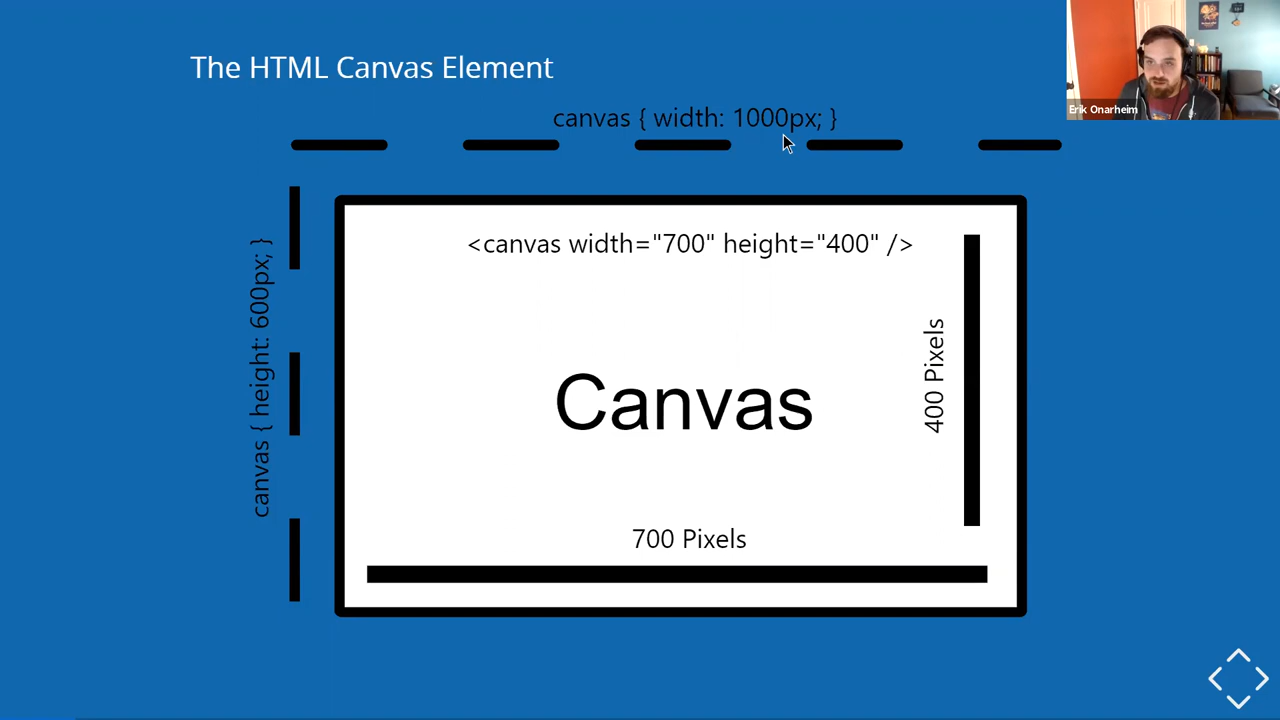 The HTML Canvas Element
canvas { width: 1000px; }
Erik Onarheim
canvas { height: 600px; }
<canvas width="700" height="400" />
400 Pixels
Canvas
700 Pixels